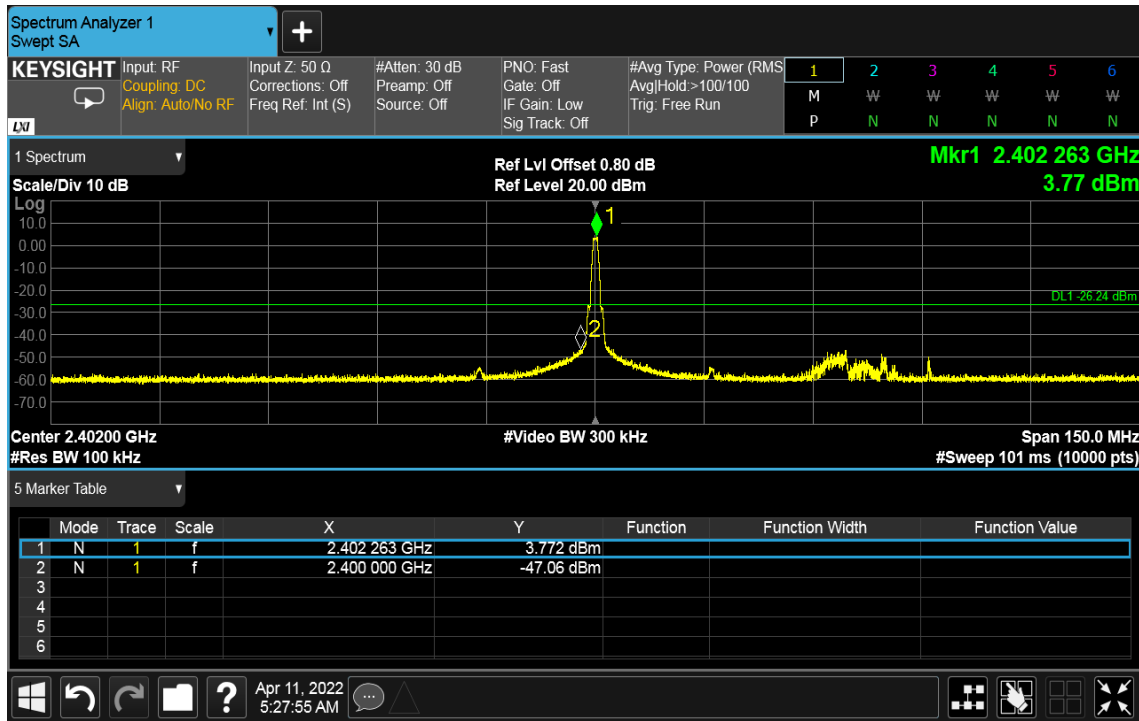 Spectrum Analyzer 1
Swept SA
KEYSIGHT
LXI
Input: RF
Coupling: DC
Align: Auto/No RF
Input Z: 50 Ω
Corrections: Off
Freq Ref: Int (S)
#Atten: 30 dB
Preamp: Off
Source: Off
PNO: Fast
Gate: Off
IF Gain: Low
Sig Track: Off
#Avg Type: Power (RMS
Avg|Hold:>100/100
Trig: Free Run
1 2 3 4 5 6
M W W W W W
P N N N N N
1 Spectrum
Scale/Div 10 dB
Ref Lvl Offset 0.80 dB
Ref Level 20.00 dBm
Mkr1 2.402 263 GHz
3.77 dBm
Log
10.0
0.00
-10.0
-20.0
-30.0
-40.0
-50.0
-60.0
-70.0
1
DL1 -26.24 dBm
2
Center 2.40200 GHz
#Video BW 300 kHz
Span 150.0 MHz
#Res BW 100 kHz
#Sweep 101 ms (10000 pts)
5 Marker Table
Mode Trace Scale X Y Function Function Width Function Value
1 N 1 f 2.402 263 GHz 3.772 dBm
2 N 1 f 2.400 000 GHz -47.06 dBm
3
4
5
6
?
Apr 11, 2022
5:27:55 AM